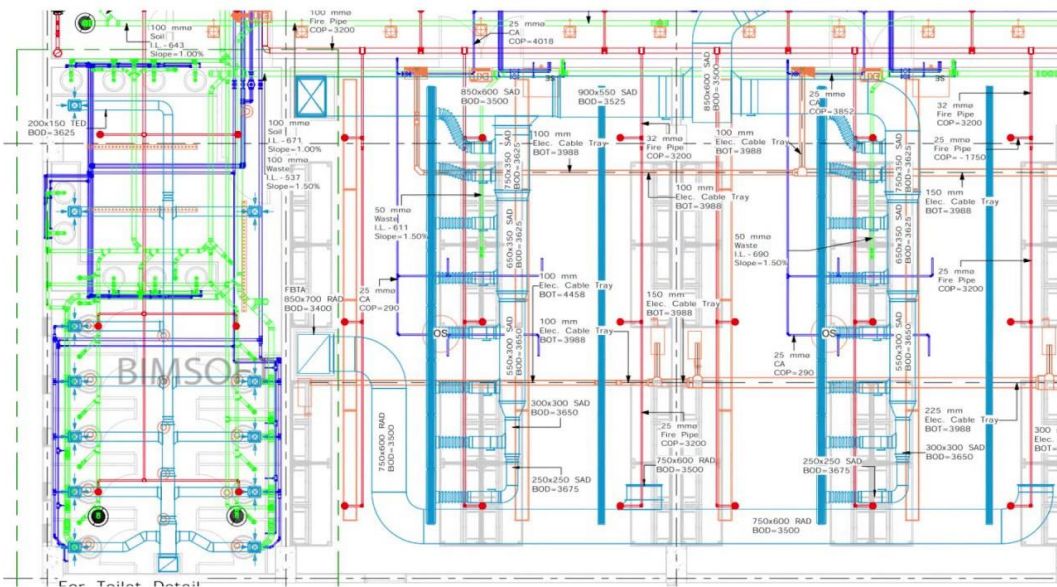 100 mmø
Soil
I.L.-643
Slope=1.00%
100 mmø
Fire Pipe
COP=3200
25 mmø
CA
COP=4018
850x600 SAD
BOD=3500
900x550 SAD
BOD=3525
850x600 SAD
BOD=3500
25 mmø
CA
COP=3852
32 mmø
Fire Pipe
COP=3200
25 mmø
Fire Pipe
COP= -1750
200x150 TED
BOD=3625
100 mmø
Soil
I.L.-671
Slope=1.00%
100 mmø
Waste
I.L.-537
Slope=1.50%
100 mm
Elec. Cable Tray
BOT=3988
32 mmø
Fire Pipe
COP=3200
100 mm
Elec. Cable Tray
BOT=3988
750x350 SAD
BOD=3625
750x350 SAD
BOD=3625
100 mm
Elec. Cable Tray
BOT=3988
150 mm
Elec. Cable Tray
BOT=3988
50 mmø
Waste
I.L.-611
Slope=1.50%
650x350 SAD
BOD=3625
50 mmø
Waste
I.L.-690
Slope=1.50%
650x350 SAD
BOD=3625
FBTA
850x700 RAD
BOD=3400
25 mmø
CA
COP=290
100 mm
Elec. Cable Tray
BOT=4458
150 mm
Elec. Cable Tray
BOT=3988
25 mmø
Fire Pipe
COP=3200
100 mm
Elec. Cable Tray
BOT=3988
OS
OS
550x300 SAD
BOD=3650
550x300 SAD
BOD=3650
25 mmø
CA
COP=290
BIMSOF
300x300 SAD
BOD=3650
25 mmø
Fire Pipe
COP=3200
225 mm
Elec. Cable Tray
BOT=3988
300
Elec.
BOT=
750x600 RAD
BOD=3500
250x250 SAD
BOD=3675
750x600 RAD
BOD=3500
250x250 SAD
BOD=3675
300x300 SAD
BOD=3650
750x600 RAD
BOD=3500
For Toilet Detail